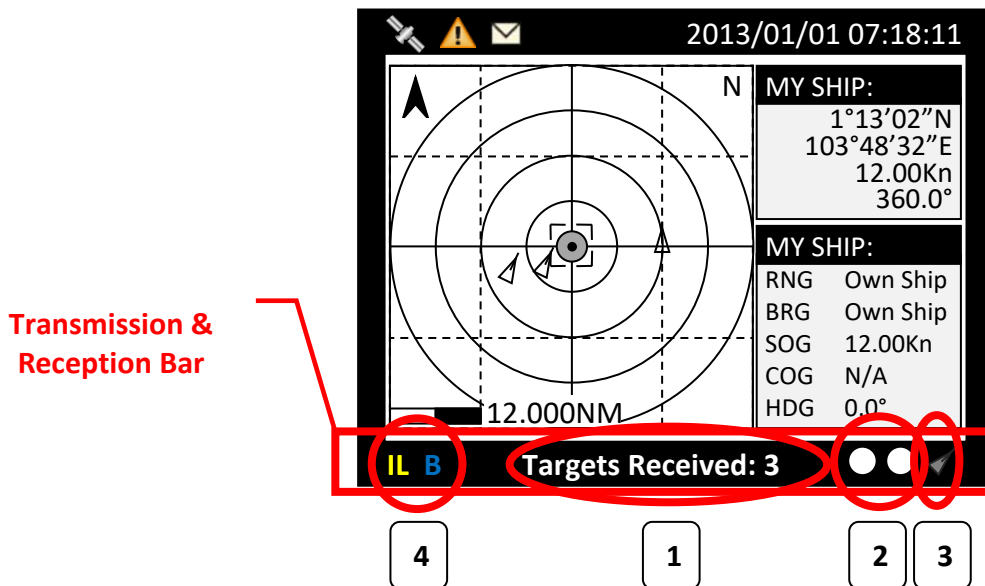 2013/01/01 07:18:11
N
12.000NM
MY SHIP:
1°13’02”N
103°48’32”E
12.00Kn
360.0°
MY SHIP:
RNG Own Ship
BRG Own Ship
SOG 12.00Kn
COG N/A
HDG 0.0°
Transmission &
Reception Bar
IL B Targets Received: 3
4 1 2 3